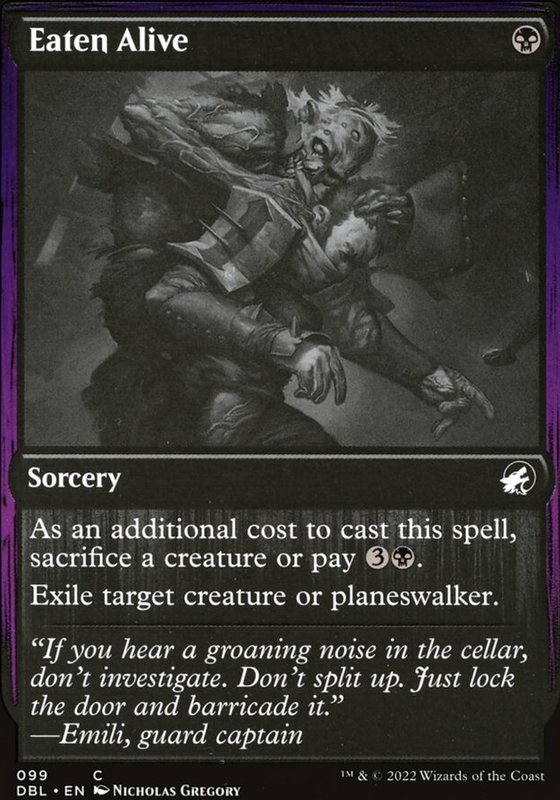 Eaten Alive
Sorcery
As an additional cost to cast this spell,
sacrifice a creature or pay 3.
Exile target creature or planeswalker.
“If you hear a groaning noise in the cellar,
don’t investigate. Don’t split up. Just lock
the door and barricade it.”
—Emili, guard captain
099 C
DBL • EN Nicholas Gregory
™ & © 2022 Wizards of the Coast